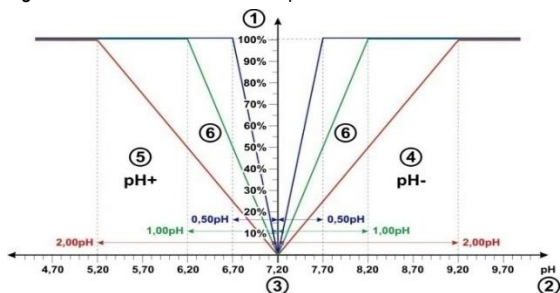 ①
100%
90%
80%
70%
⑥ 60% ⑥
⑤ 50% ④
pH+ 40% pH-
30%
20%
0,50pH 10% 0,50pH
1,00pH 1,00pH
2,00pH 2,00pH
4,70 5,20 6,20 6,70 7,20 7,70 8,20 8,70 9,20 9,70 pH
③ ②